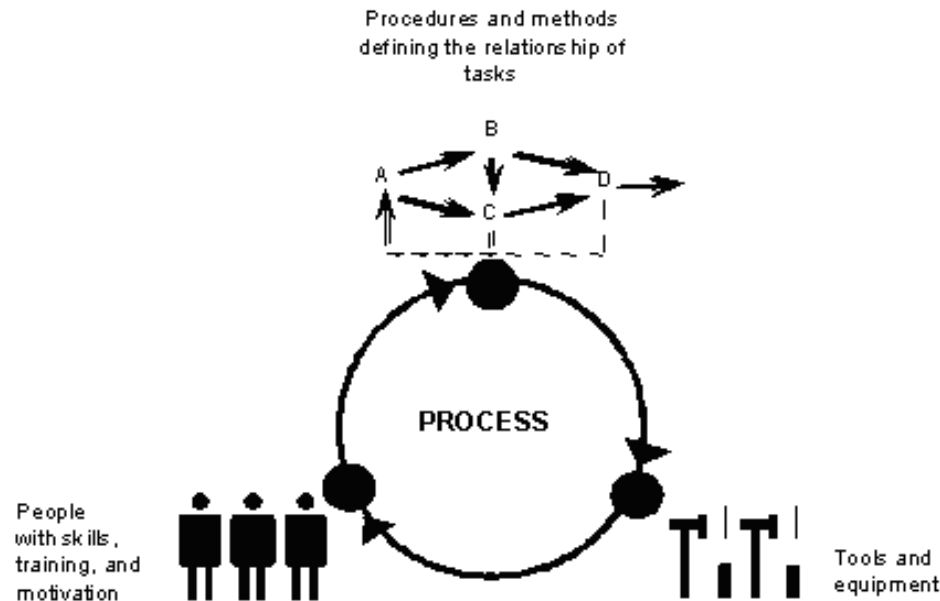 Procedures and methods
defining the relationship of
tasks
B
A
D
C
PROCESS
People
with skills,
training, and
motivation
Tools and
equipment